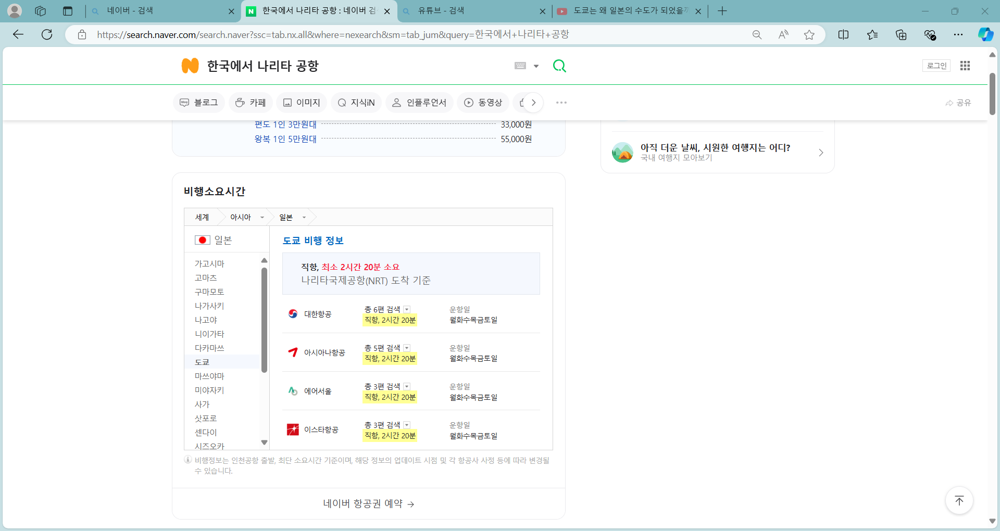 네이버 - 검색
한국에서 나리타 공항 : 네이버 검
유튜브 - 검색
도쿄는 왜 일본의 수도가 되었을까
https://search.naver.com/search.naver?ssc=tab.nx.all&where=nexearch&sm=tab_jum&query=한국에서+나리타+공항
한국에서 나리타 공항
로그인
블로그
카페
이미지
지식iN
인플루언서
동영상
공유
편도 1인 3만원대 33,000원
왕복 1인 5만원대 55,000원
아직 더운 날씨, 시원한 여행지는 어디?
국내 여행지 모아보기
비행소요시간
세계 아시아 일본
일본
가고시마
고마츠
구마모토
나가사키
나고야
니이가타
다카마쓰
도쿄
마쓰야마
미야자키
사가
삿포로
센다이
시즈오카
도쿄 비행 정보
직항, 최소 2시간 20분 소요
나리타국제공항(NRT) 도착 기준
대한항공
총 6편 검색
직항, 2시간 20분
운항일
월화수목금토일
아시아나항공
총 5편 검색
직항, 2시간 20분
운항일
월화수목금토일
에어서울
총 3편 검색
직항, 2시간 20분
운항일
월화수목금토일
이스타항공
총 3편 검색
직항, 2시간 20분
운항일
월화수목금토일
비행정보는 인천공항 출발, 최단 소요시간 기준이며, 해당 정보의 업데이트 시점 및 각 항공사 사정 등에 따라 변경될
수 있습니다.
네이버 항공권 예약